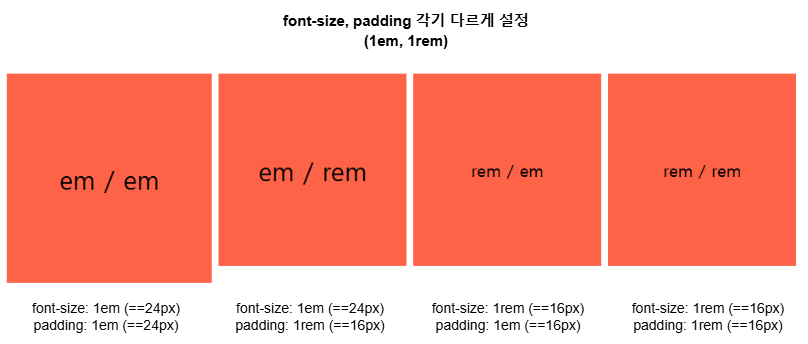 font-size, padding 각기 다르게 설정
(1em, 1rem)
em / em
em / rem
rem / em
rem / rem
font-size: 1em (==24px)
padding: 1em (==24px)
font-size: 1em (==24px)
padding: 1rem (==16px)
font-size: 1rem (==16px)
padding: 1em (==16px)
font-size: 1rem (==16px)
padding: 1rem (==16px)